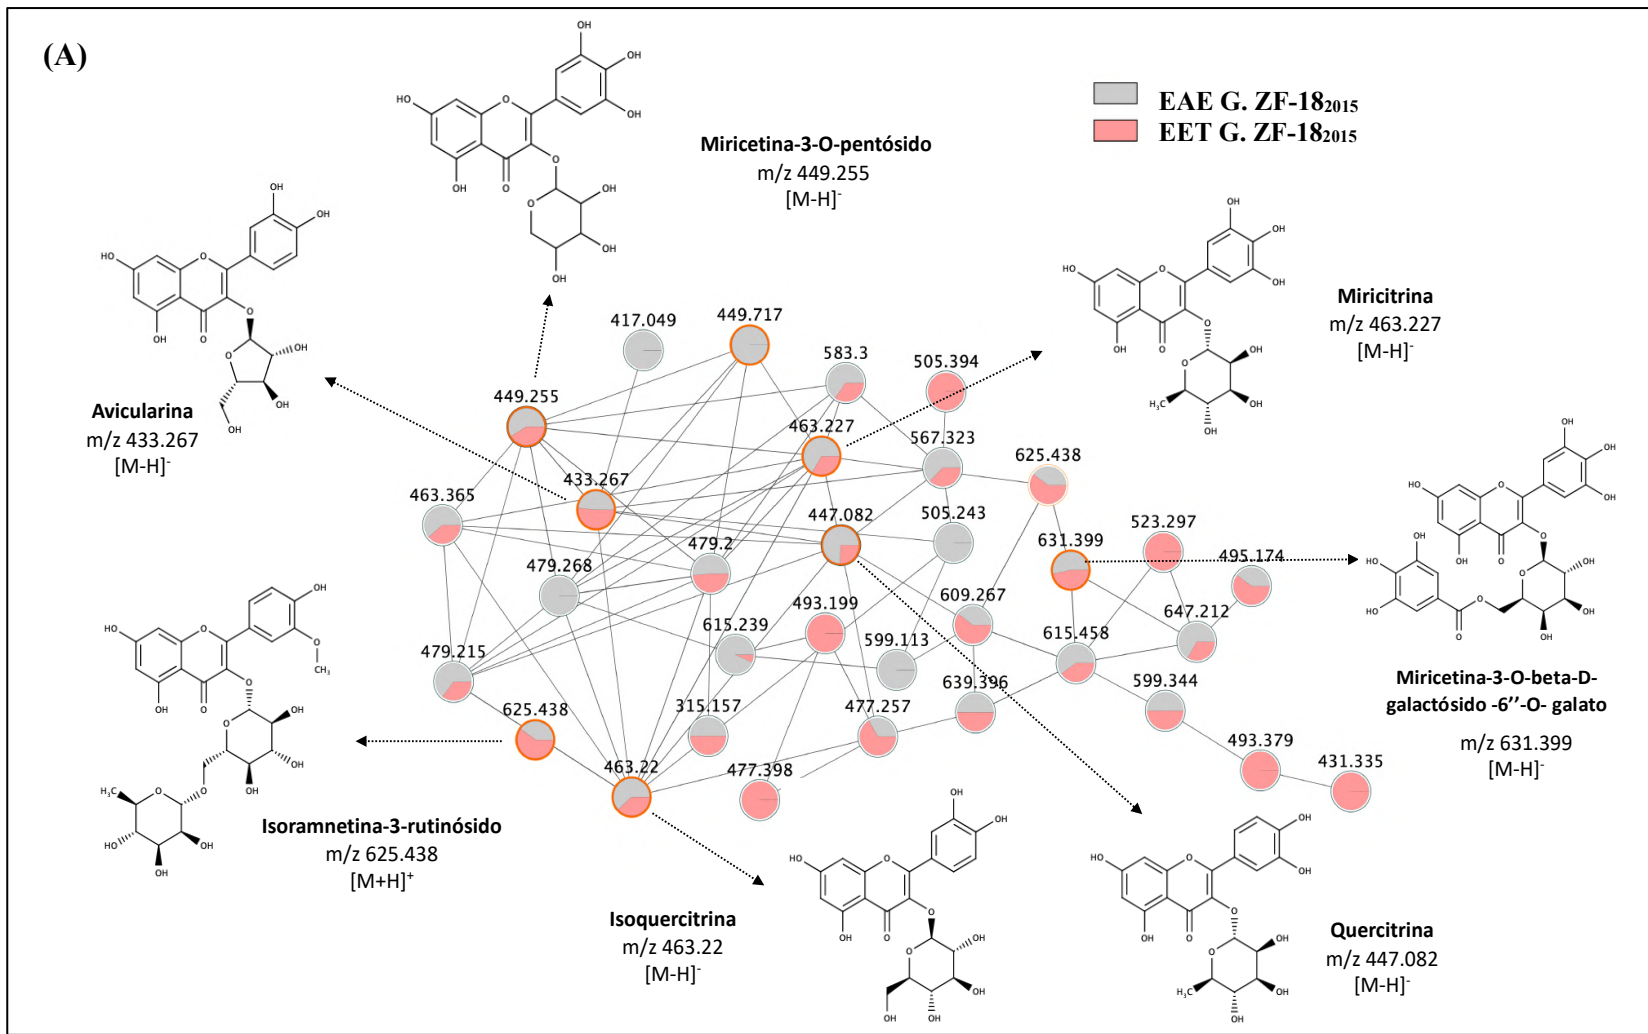 (A)
EAE G. ZF-18₂₀₁₅
EET G. ZF-18₂₀₁₅
Miricetina-3-O-pentósido
m/z 449.255
[M-H]⁻
Avicularina
m/z 433.267
[M-H]⁻
Miricitrina
m/z 463.227
[M-H]⁻
Miricetina-3-O-beta-D-
galactósido -6’’-O- galato
m/z 631.399
[M-H]⁻
Isoramnetina-3-rutinósido
m/z 625.438
[M+H]⁺
Isoquercitrina
m/z 463.22
[M-H]⁻
Quercitrina
m/z 447.082
[M-H]⁻
417.049
449.717
583.3
505.394
449.255
463.227
567.323
625.438
433.267
463.365
447.082
505.243
523.297
631.399
495.174
479.2
479.268
493.199
609.267
647.212
615.239
599.113
615.458
479.215
639.396
599.344
625.438
315.157
477.257
493.379
431.335
463.22
477.398